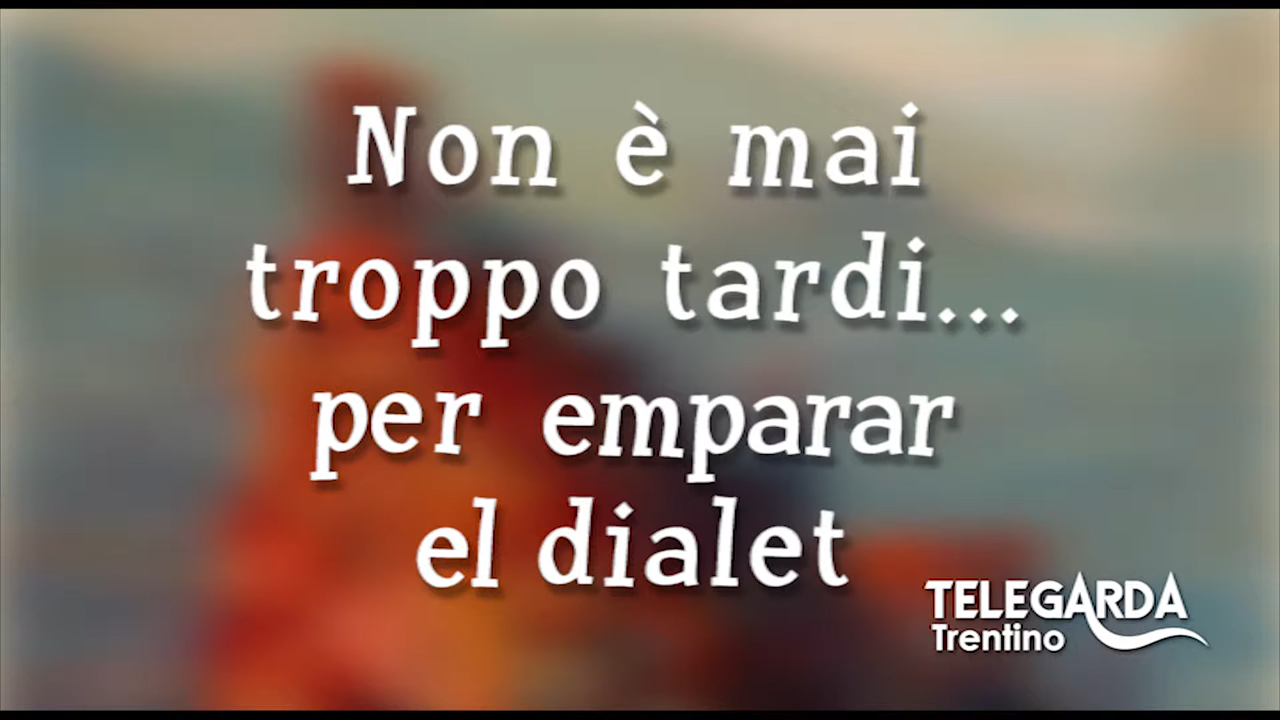 Non è mai
troppo tardi...
per emparar
el dialet
TELEGARDA
Trentino